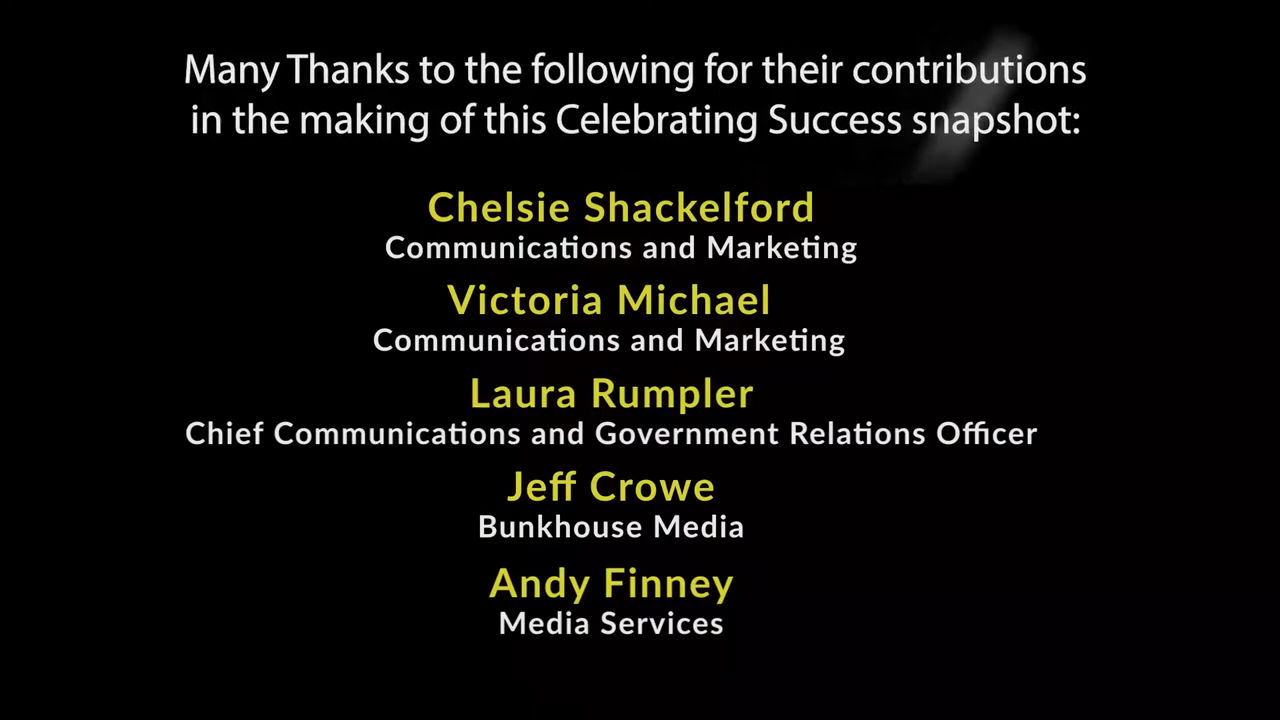 Many Thanks to the following for their contributions
in the making of this Celebrating Success snapshot:
Chelsie Shackelford
Communications and Marketing
Victoria Michael
Communications and Marketing
Laura Rumpler
Chief Communications and Government Relations Officer
Jeff Crowe
Bunkhouse Media
Andy Finney
Media Services